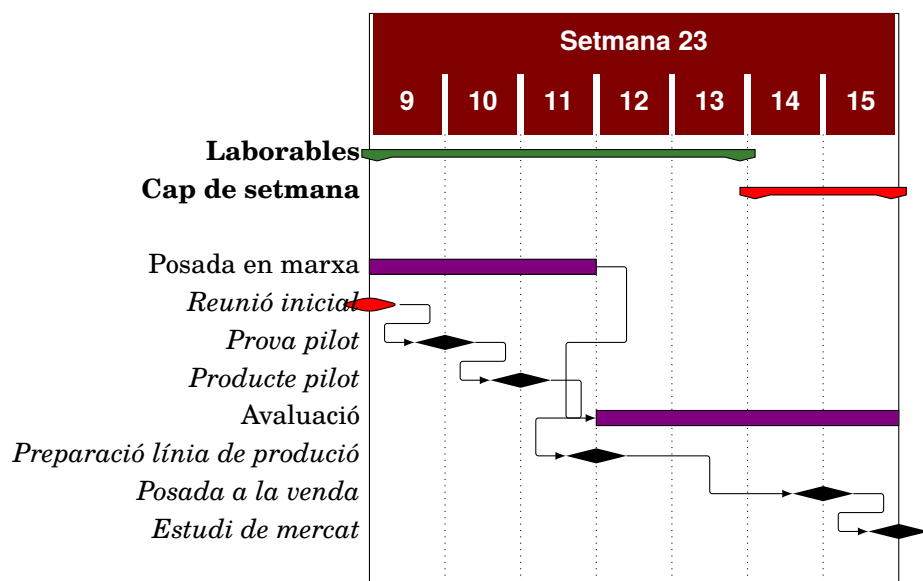 Setmana 23
9 10 11 12 13 14 15
Laborables
Cap de setmana
Posada en marxa
Reunió inicial
Prova pilot
Producte pilot
Avaluació
Preparació línia de produció
Posada a la venda
Estudi de mercat